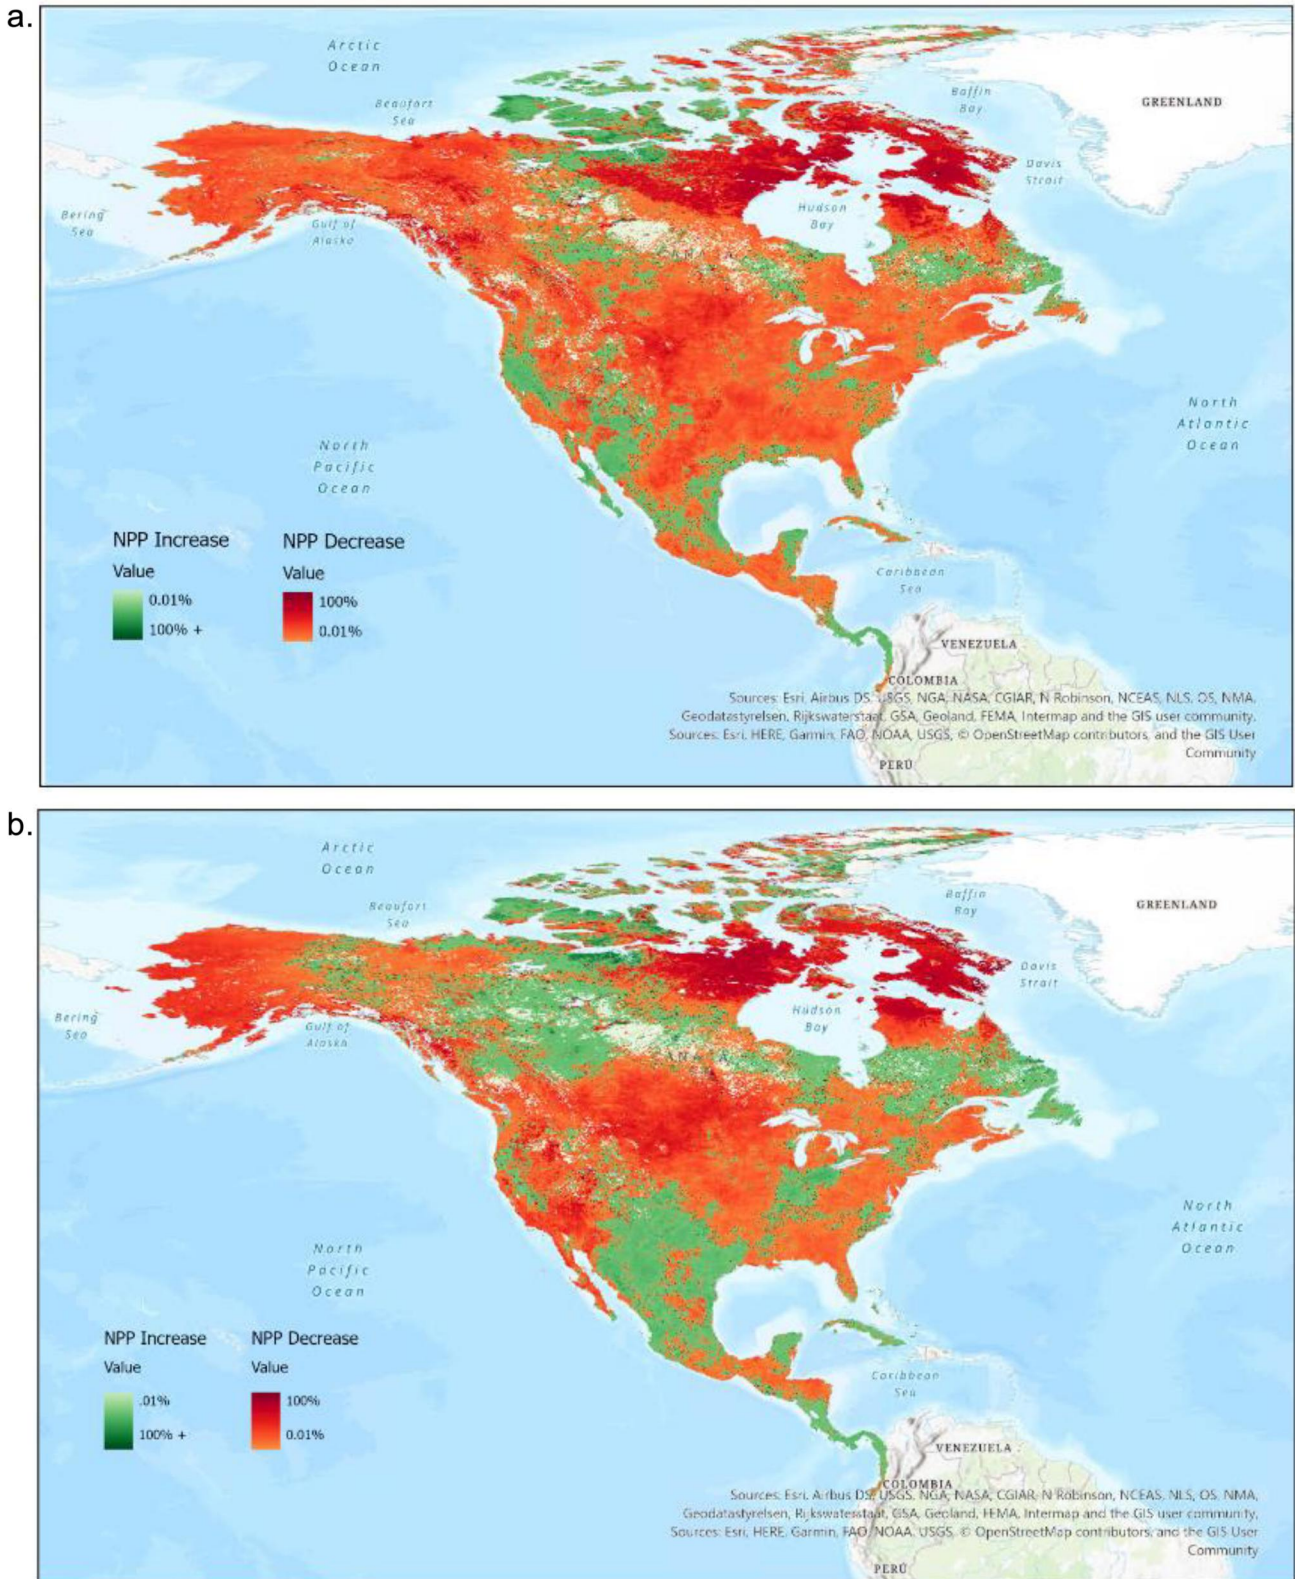 a.
Arctic
Ocean
Beaufort
Sea
Baffin
Bay
GREENLAND
Davis
Strait
Bering
Sea
Gulf of
Alaska
Hudson
Bay
North
Pacific
Ocean
North
Atlantic
Ocean
NPP Increase
Value
0.01%
100% +
NPP Decrease
Value
100%
0.01%
Caribbean
Sea
VENEZUELA
COLOMBIA
Sources: Esri, Airbus DS, USGS, NGA, NASA, CGIAR, N Robinson, NCEAS, NLS, OS, NMA,
Geodatastyrelsen, Rijkswaterstaat, GSA, Geoland, FEMA, Intermap and the GIS user community,
Sources: Esri, HERE, Garmin, FAO, NOAA, USGS, © OpenStreetMap contributors, and the GIS User
Community
PERÚ
b.
Arctic
Ocean
Beaufort
Sea
Baffin
Bay
GREENLAND
Davis
Strait
Bering
Sea
Gulf of
Alaska
Hudson
Bay
North
Pacific
Ocean
North
Atlantic
Ocean
NPP Increase
Value
.01%
100% +
NPP Decrease
Value
100%
0.01%
Caribbean
Sea
VENEZUELA
COLOMBIA
Sources: Esri, Airbus DS, USGS, NGA, NASA, CGIAR, N Robinson, NCEAS, NLS, OS, NMA,
Geodatastyrelsen, Rijkswaterstaat, GSA, Geoland, FEMA, Intermap and the GIS user community,
Sources: Esri, HERE, Garmin, FAO, NOAA, USGS, © OpenStreetMap contributors, and the GIS User
Community
PERÚ